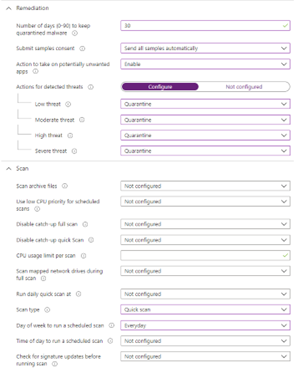 Remediation
Number of days (0-90) to keep
quarantined malware
30
Submit samples consent
Send all samples automatically
Action to take on potentially unwanted
apps
Enable
Actions for detected threats
Configure
Not configured
Low threat
Quarantine
Moderate threat
Quarantine
High threat
Quarantine
Severe threat
Quarantine
Scan
Scan archive files
Not configured
Use low CPU priority for scheduled
scans
Not configured
Disable catch-up full scan
Not configured
Disable catchup quick Scan
Not configured
CPU usage limit per scan
Scan mapped network drives during
full scan
Not configured
Run daily quick scan at
Not configured
Scan type
Quick scan
Day of week to run a scheduled scan
Everyday
Time of day to run a scheduled scan
Not configured
Check for signature updates before
running scan
Not configured